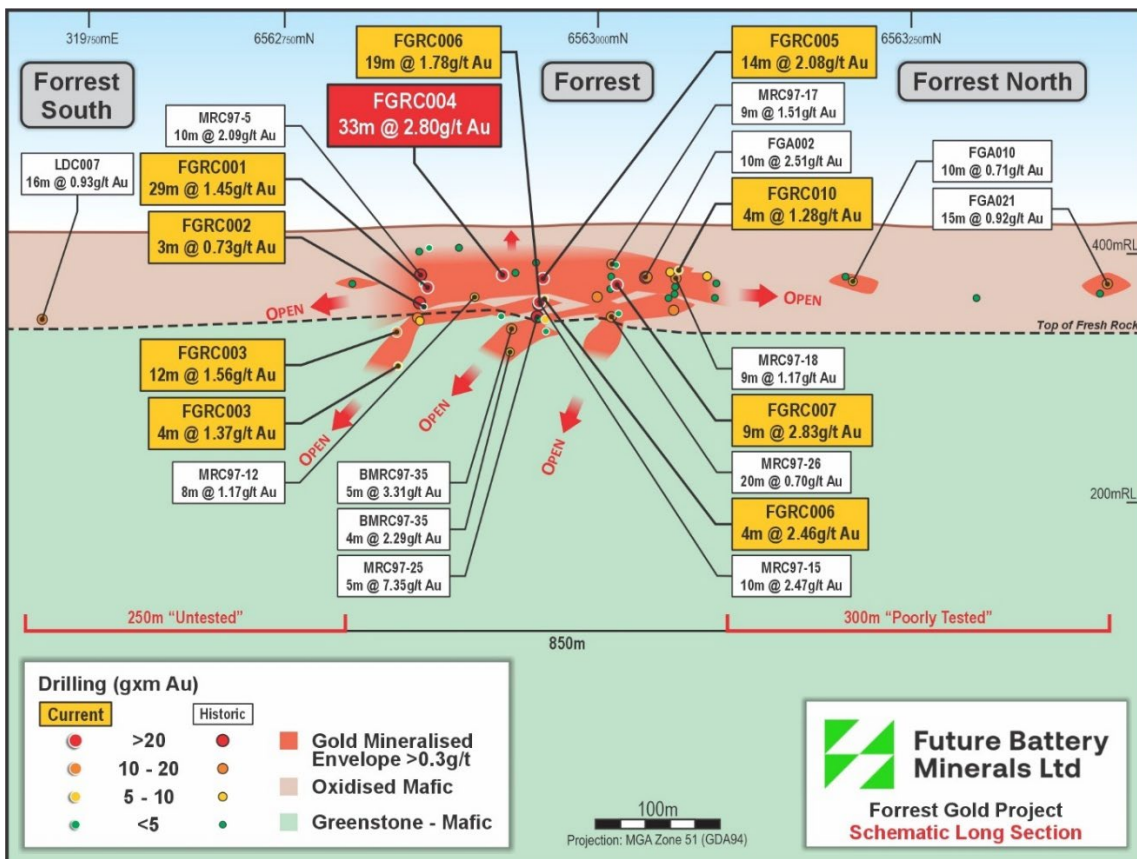 319750mE
6562750mN
6563000mN
6563250mN
Forrest
South
Forrest
Forrest North
FGRC006
19m @ 1.78g/t Au
FGRC005
14m @ 2.08g/t Au
FGRC004
33m @ 2.80g/t Au
MRC97-5
10m @ 2.09g/t Au
MRC97-17
9m @ 1.51g/t Au
LDC007
16m @ 0.93g/t Au
FGRC001
29m @ 1.45g/t Au
FGA002
10m @ 2.51g/t Au
FGA010
10m @ 0.71g/t Au
FGRC002
3m @ 0.73g/t Au
FGRC010
4m @ 1.28g/t Au
FGA021
15m @ 0.92g/t Au
400mRL
OPEN
OPEN
Top of Fresh Rock
FGRC003
12m @ 1.56g/t Au
MRC97-18
9m @ 1.17g/t Au
FGRC003
4m @ 1.37g/t Au
OPEN
OPEN
OPEN
FGRC007
9m @ 2.83g/t Au
MRC97-12
8m @ 1.17g/t Au
BMRC97-35
5m @ 3.31g/t Au
MRC97-26
20m @ 0.70g/t Au
200mRL
BMRC97-35
4m @ 2.29g/t Au
FGRC006
4m @ 2.46g/t Au
MRC97-25
5m @ 7.35g/t Au
MRC97-15
10m @ 2.47g/t Au
250m "Untested"
300m "Poorly Tested"
850m
Drilling (gxm Au)
Current
Historic
>20
10 - 20
5 - 10
<5
Gold Mineralised
Envelope >0.3g/t
Oxidised Mafic
Greenstone - Mafic
100m
Projection: MGA Zone 51 (GDA94)
Future Battery
Minerals Ltd
Forrest Gold Project
Schematic Long Section